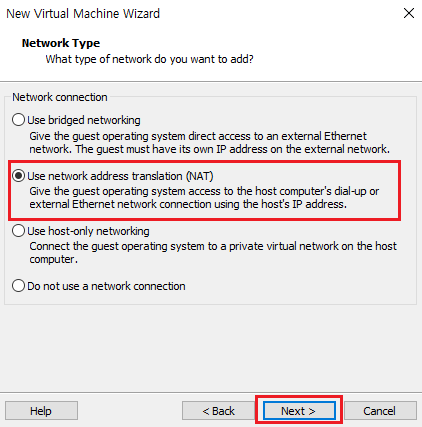 New Virtual Machine Wizard
Network Type
What type of network do you want to add?
Network connection
Use bridged networking
Give the guest operating system direct access to an external Ethernet
network. The guest must have its own IP address on the external network.
Use network address translation (NAT)
Give the guest operating system access to the host computer's dial-up or
external Ethernet network connection using the host's IP address.
Use host-only networking
Connect the guest operating system to a private virtual network on the host
computer.
Do not use a network connection
Help
< Back
Next >
Cancel